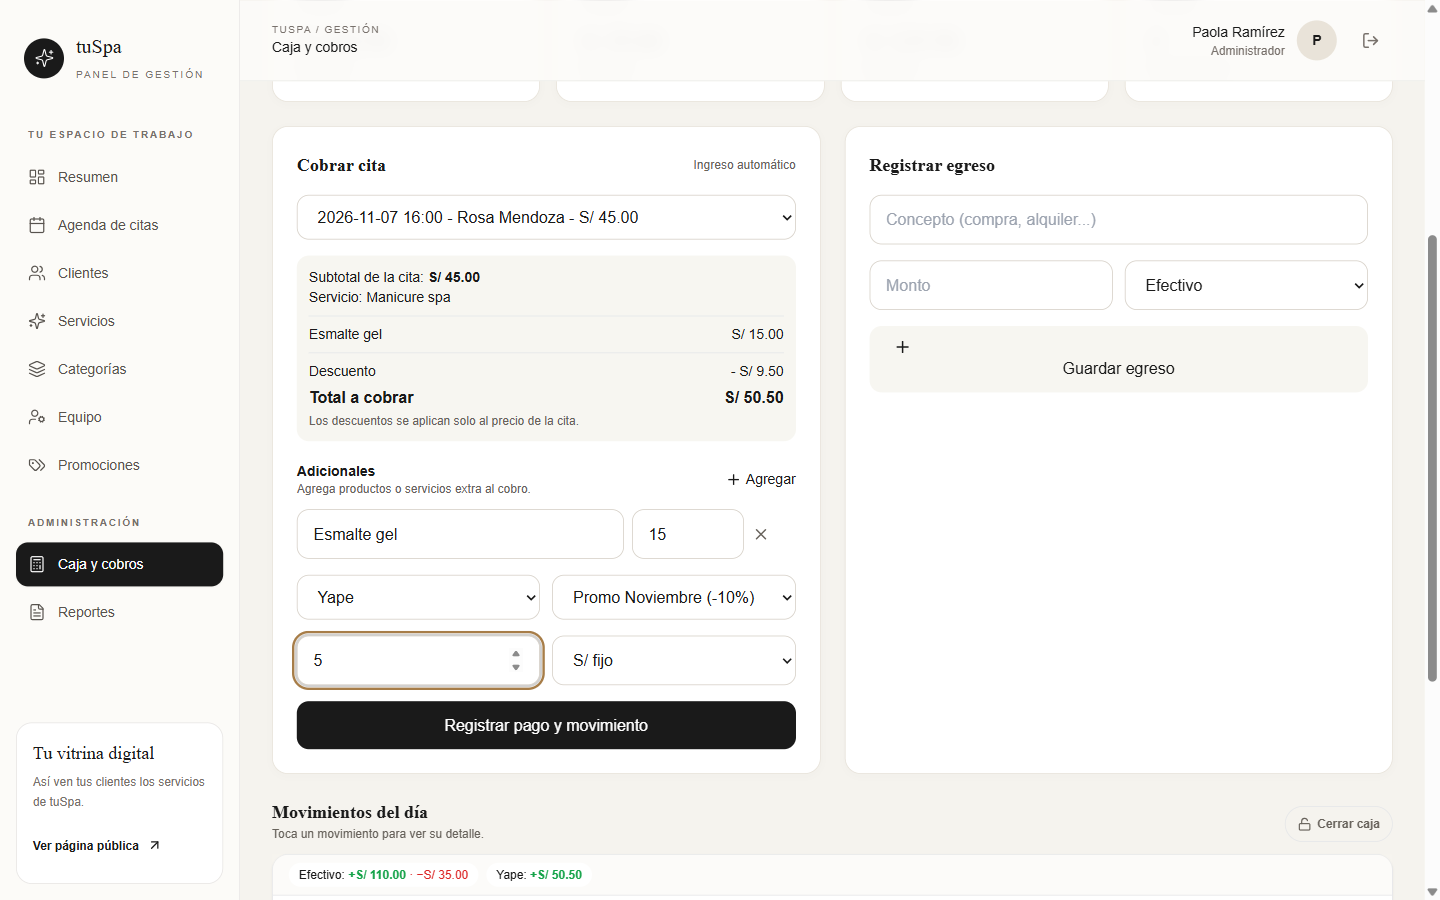 tuSpa
PANEL DE GESTIÓN
TU ESPACIO DE TRABAJO
Resumen
Agenda de citas
Clientes
Servicios
Categorías
Equipo
Promociones
ADMINISTRACIÓN
Caja y cobros
Reportes
Tu vitrina digital
Así ven tus clientes los servicios
de tuSpa.
Ver página pública
TUSPA / GESTIÓN
Caja y cobros
Paola Ramírez
Administrador
P
Cobrar cita
Ingreso automático
2026-11-07 16:00 - Rosa Mendoza - S/ 45.00
Subtotal de la cita: S/ 45.00
Servicio: Manicure spa
Esmalte gel S/ 15.00
Descuento - S/ 9.50
Total a cobrar S/ 50.50
Los descuentos se aplican solo al precio de la cita.
Adicionales
Agrega productos o servicios extra al cobro.
+ Agregar
Esmalte gel 15
Yape Promo Noviembre (-10%)
5 S/ fijo
Registrar pago y movimiento
Registrar egreso
Concepto (compra, alquiler...)
Monto Efectivo
+
Guardar egreso
Movimientos del día
Toca un movimiento para ver su detalle.
Cerrar caja
Efectivo: +S/ 110.00 · −S/ 35.00 Yape: +S/ 50.50